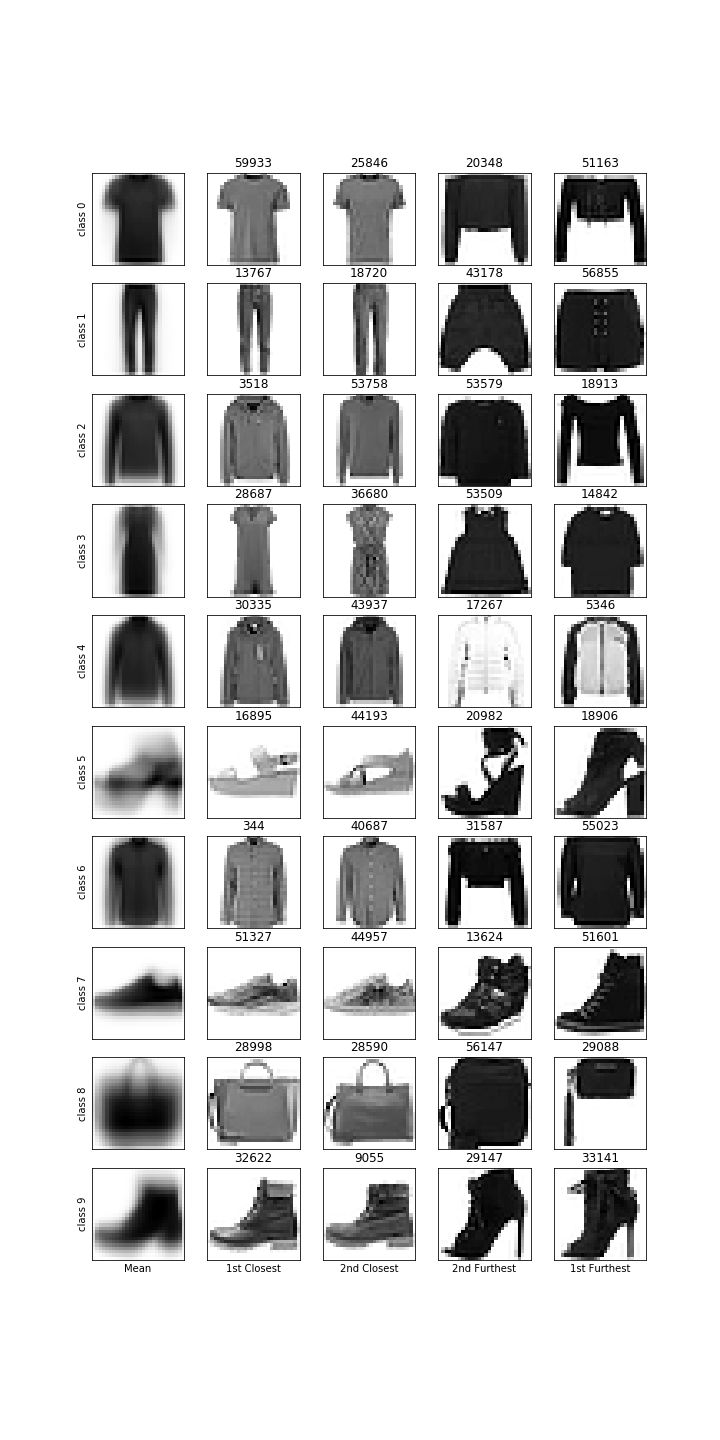 59933 25846 20348 51163
class 0
13767 18720 43178 56855
class 1
3518 53758 53579 18913
class 2
28687 36680 53509 14842
class 3
30335 43937 17267 5346
class 4
16895 44193 20982 18906
class 5
344 40687 31587 55023
class 6
51327 44957 13624 51601
class 7
28998 28590 56147 29088
class 8
32622 9055 29147 33141
class 9
Mean 1st Closest 2nd Closest 2nd Furthest 1st Furthest